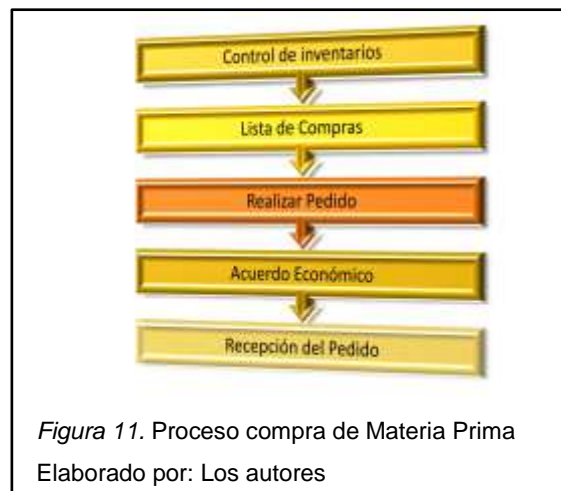 Control de inventarios
Lista de Compras
Realizar Pedido
Acuerdo Económico
Recepción del Pedido
Figura 11. Proceso compra de Materia Prima
Elaborado por: Los autores